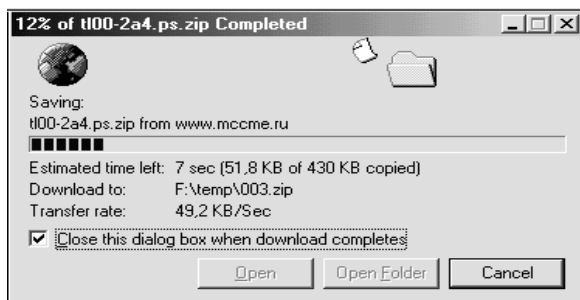 12% of tl00-2a4.ps.zip Completed
Saving:
tl00-2a4.ps.zip from www.mccme.ru
Estimated time left: 7 sec (51,8 KB of 430 KB copied)
Download to: F:\temp\003.zip
Transfer rate: 49,2 KB/Sec
Close this dialog box when download completes
Open Open Folder Cancel